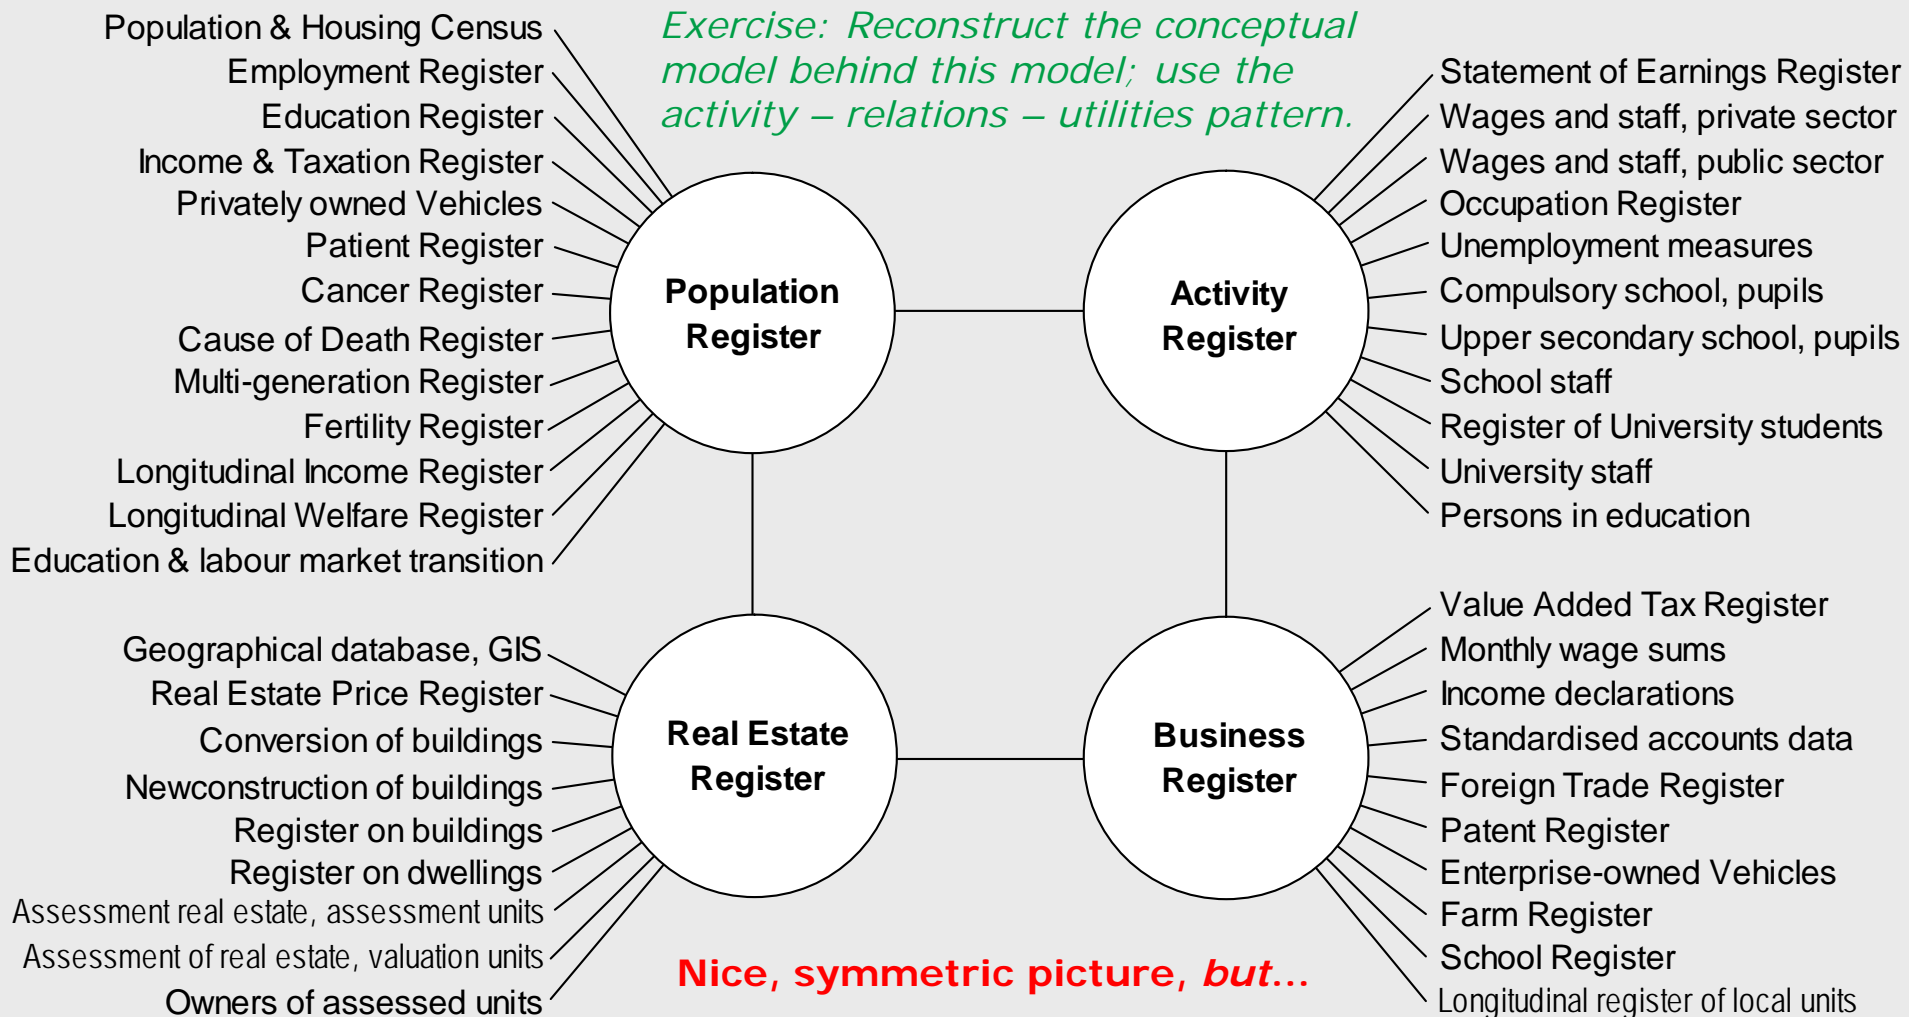 Exercise: Reconstruct the conceptual
model behind this model; use the
activity – relations – utilities pattern.
Population & Housing Census
Employment Register
Education Register
Income & Taxation Register
Privately owned Vehicles
Patient Register
Cancer Register
Cause of Death Register
Multi-generation Register
Fertility Register
Longitudinal Income Register
Longitudinal Welfare Register
Education & labour market transition
Population
Register
Activity
Register
Statement of Earnings Register
Wages and staff, private sector
Wages and staff, public sector
Occupation Register
Unemployment measures
Compulsory school, pupils
Upper secondary school, pupils
School staff
Register of University students
University staff
Persons in education
Geographical database, GIS
Real Estate Price Register
Conversion of buildings
Newconstruction of buildings
Register on buildings
Register on dwellings
Assessment real estate, assessment units
Assessment of real estate, valuation units
Owners of assessed units
Real Estate
Register
Business
Register
Value Added Tax Register
Monthly wage sums
Income declarations
Standardised accounts data
Foreign Trade Register
Patent Register
Enterprise-owned Vehicles
Farm Register
School Register
Longitudinal register of local units
Nice, symmetric picture, but...